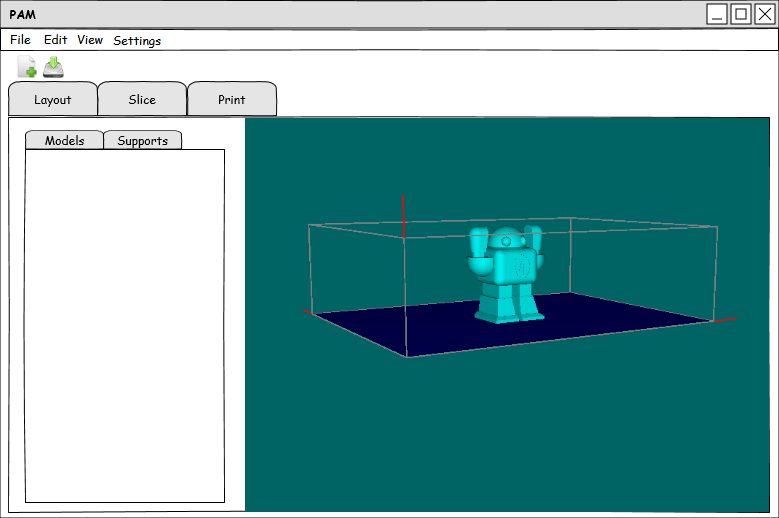 PAM
File Edit View Settings
Layout Slice Print
Models Supports